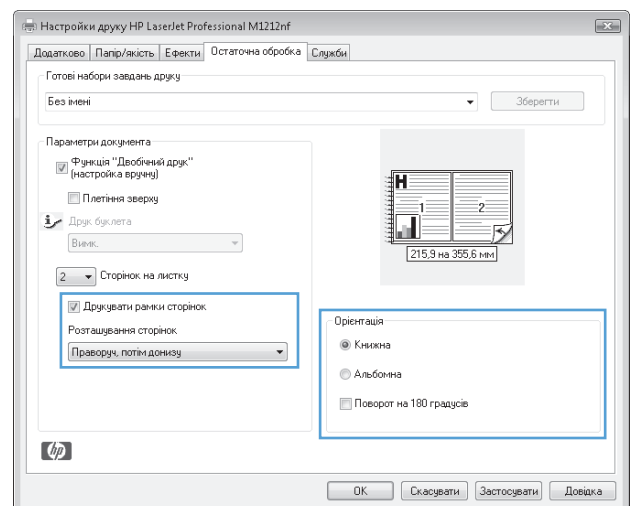 Настройки друку HP LaserJet Professional M1212nf
Додатково Папір/якість Ефекти Остаточна обробка Служби
Готові набори завдань друку
Без імені
Зберегти
Параметри документа
Функція "Двобічний друк"
(настройка вручну)
Плетіння зверху
Друк буклета
Вимк.
2 Сторінок на листку
Друкувати рамки сторінок
Розташування сторінок
Праворуч, потім донизу
H
1 2
215,9 на 355,6 мм
Орієнтація
Книжна
Альбомна
Поворот на 180 градусів
hp
ОК Скасувати Застосувати Довідка